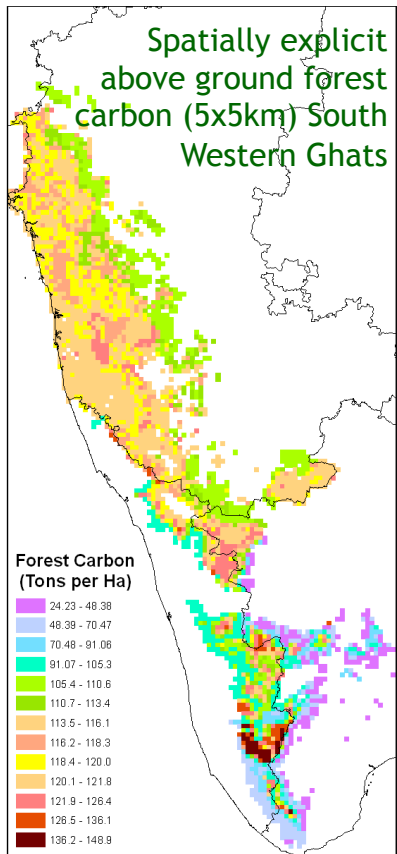 Spatially explicit
above ground forest
carbon (5x5km) South
Western Ghats
Forest Carbon
(Tons per Ha)
24.23 - 48.38
48.39 - 70.47
70.48 - 91.06
91.07 - 105.3
105.4 - 110.6
110.7 - 113.4
113.5 - 116.1
116.2 - 118.3
118.4 - 120.0
120.1 - 121.8
121.9 - 126.4
126.5 - 136.1
136.2 - 148.9